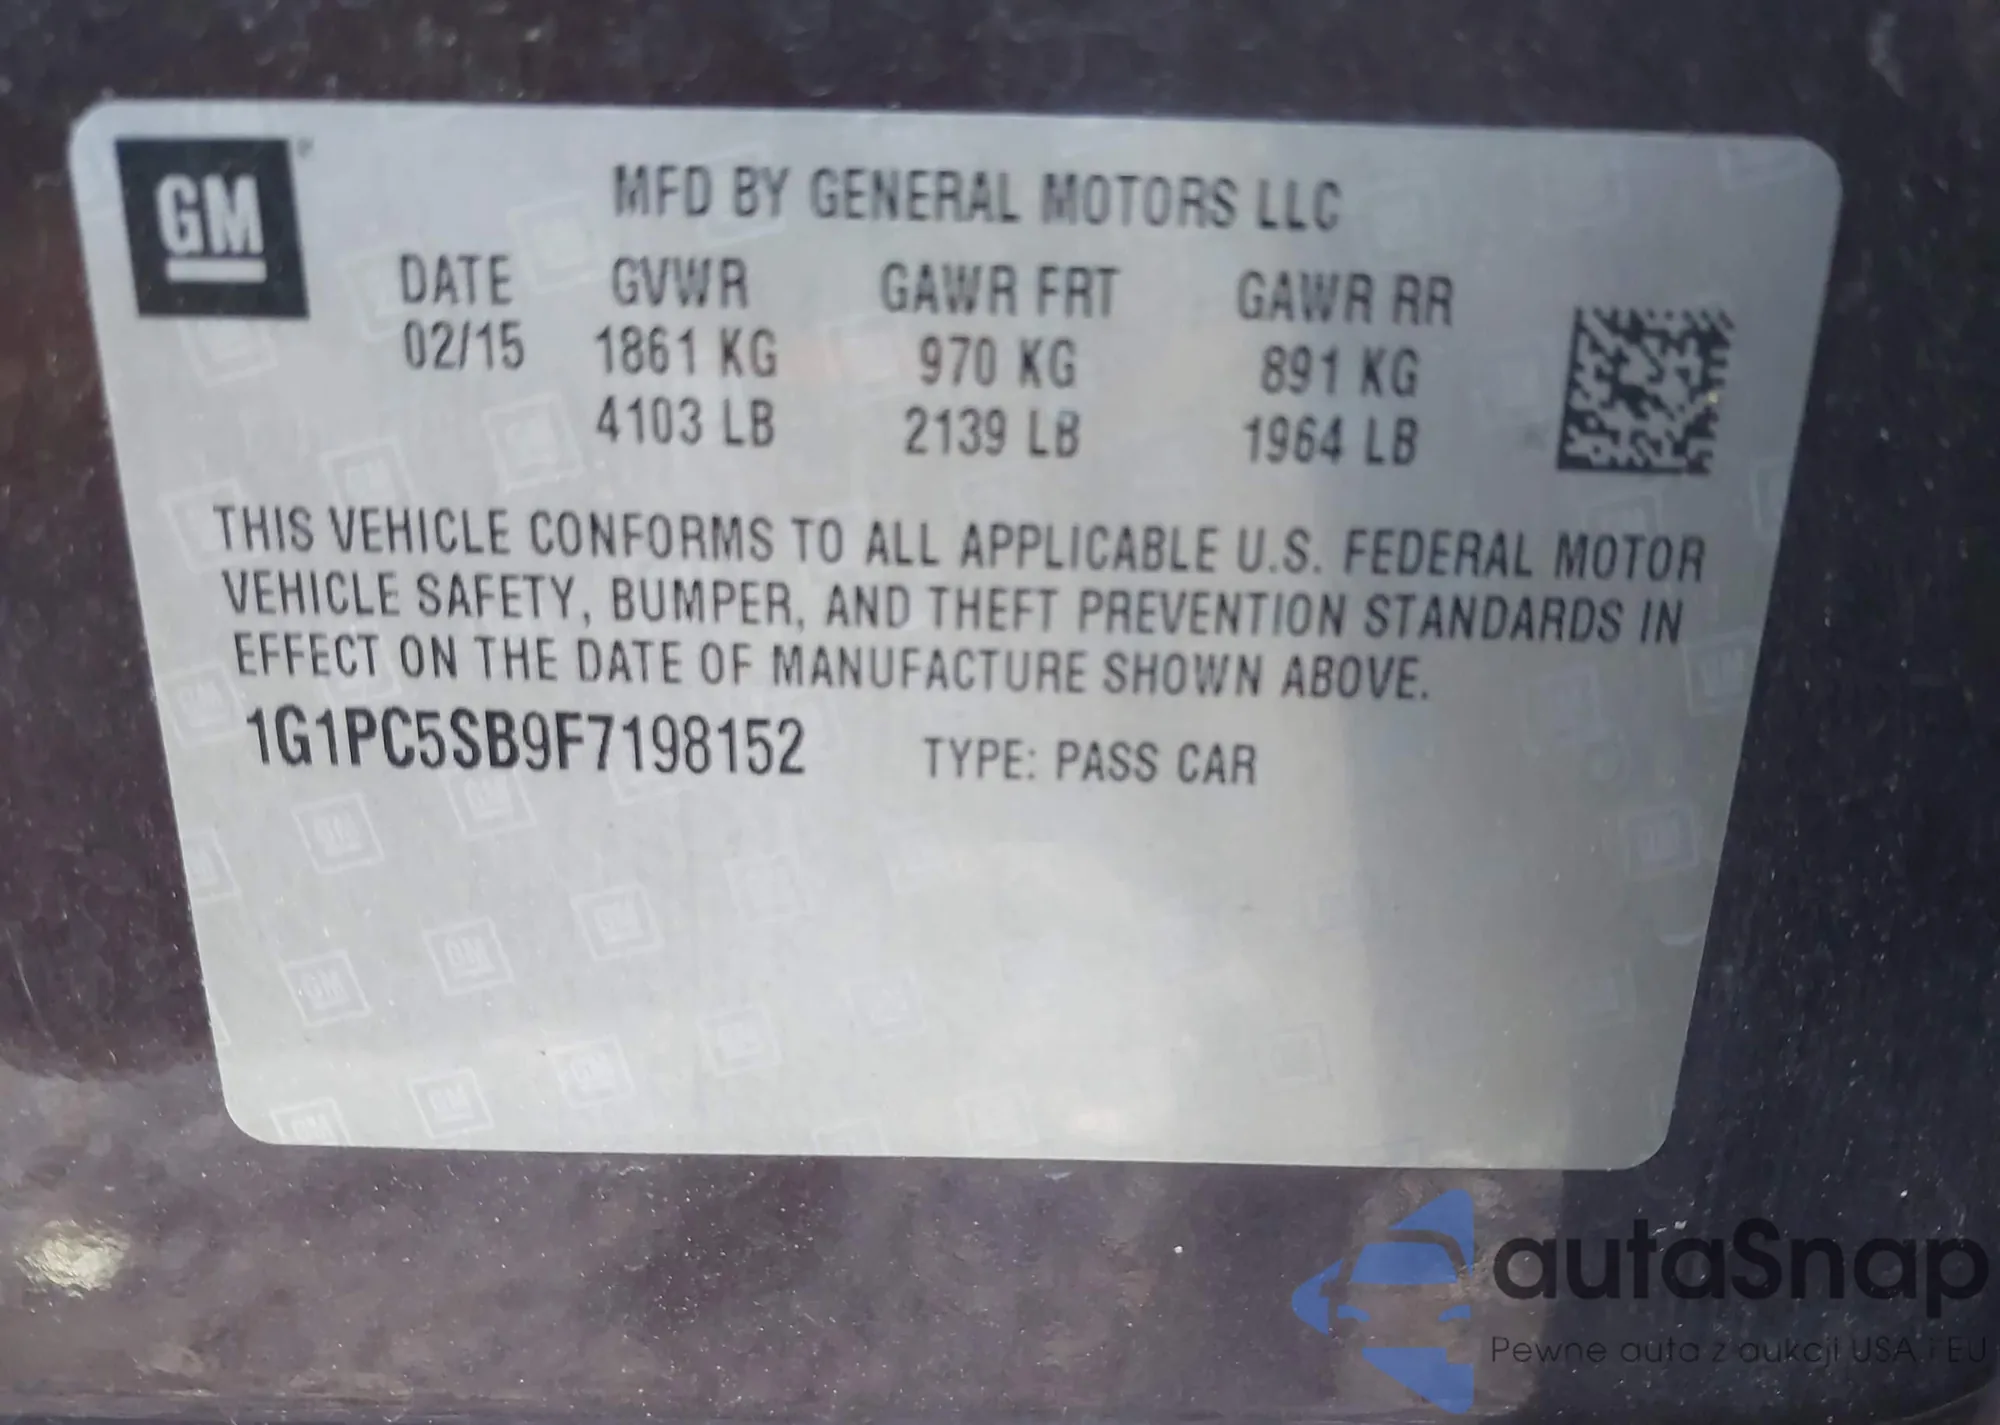 GM
MFD BY GENERAL MOTORS LLC
DATE GVWR GAWR FRT GAWR RR
02/15 1861 KG 970 KG 891 KG
4103 LB 2139 LB 1964 LB
THIS VEHICLE CONFORMS TO ALL APPLICABLE U.S. FEDERAL MOTOR
VEHICLE SAFETY, BUMPER, AND THEFT PREVENTION STANDARDS IN
EFFECT ON THE DATE OF MANUFACTURE SHOWN ABOVE.
1G1PC5SB9F7198152 TYPE: PASS CAR
autaSnap
Pewne auta z aukcji USA i EU